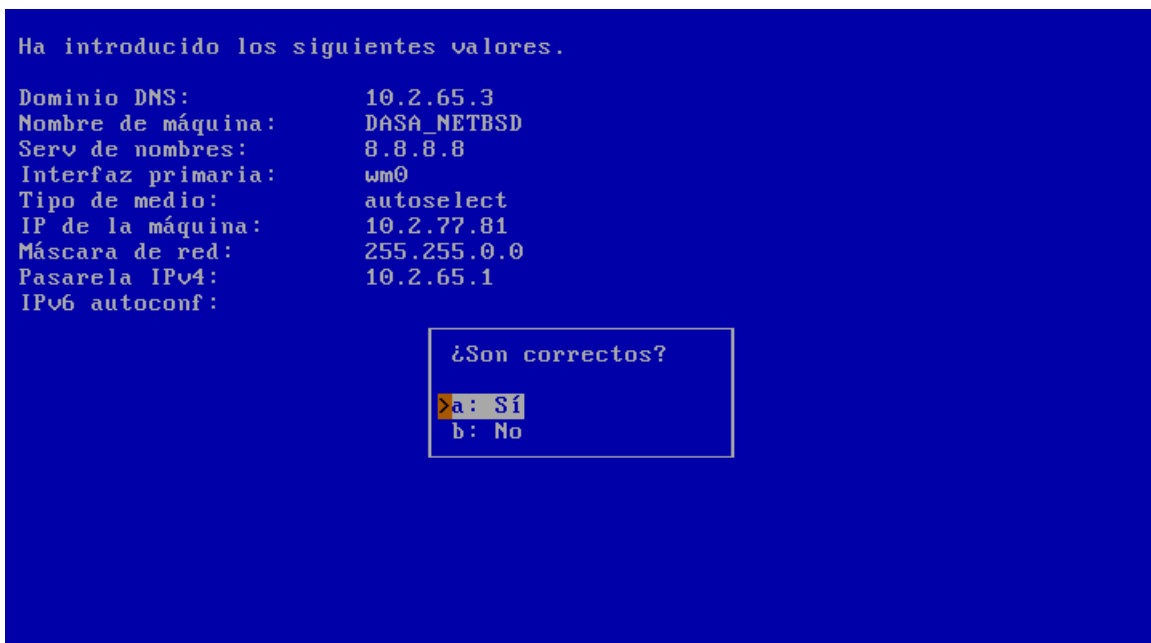 Ha introducido los siguientes valores.
Dominio DNS: 10.2.65.3
Nombre de máquina: DASA_NETBSD
Serv de nombres: 8.8.8.8
Interfaz primaria: wm0
Tipo de medio: autoselect
IP de la máquina: 10.2.77.81
Máscara de red: 255.255.0.0
Pasarela IPv4: 10.2.65.1
IPv6 autoconf:
¿Son correctos?
>a: Sí
b: No